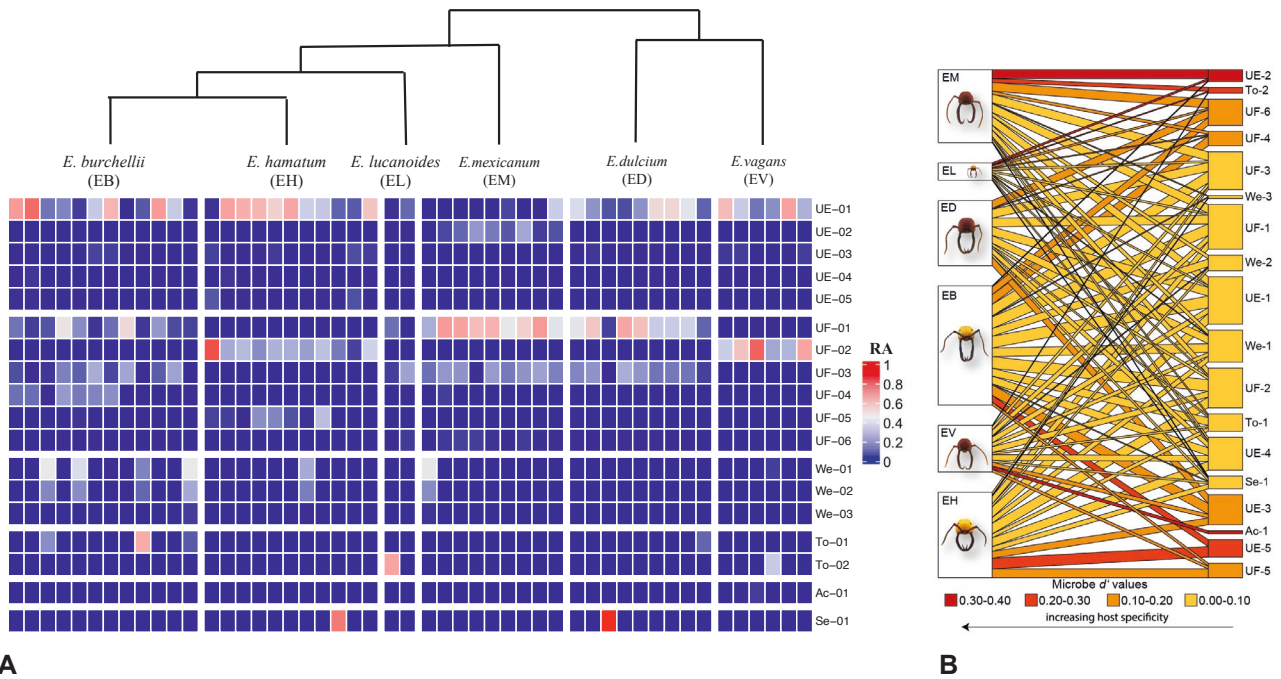 E. burchellii
(EB)
E. hamatum
(EH)
E. lucanoides
(EL)
E.mexicanum
(EM)
E.dulcium
(ED)
E.vagans
(EV)
UE-01
UE-02
UE-03
UE-04
UE-05
UF-01
UF-02
UF-03
UF-04
UF-05
UF-06
We-01
We-02
We-03
To-01
To-02
Ac-01
Se-01
RA
1
0.8
0.6
0.4
0.2
0
A
EM
EL
ED
EB
EV
EH
UE-2
To-2
UF-6
UF-4
UF-3
We-3
UF-1
We-2
UE-1
We-1
UF-2
To-1
UE-4
Se-1
UE-3
Ac-1
UE-5
UF-5
Microbe d' values
0.30-0.40 0.20-0.30 0.10-0.20 0.00-0.10
increasing host specificity
B